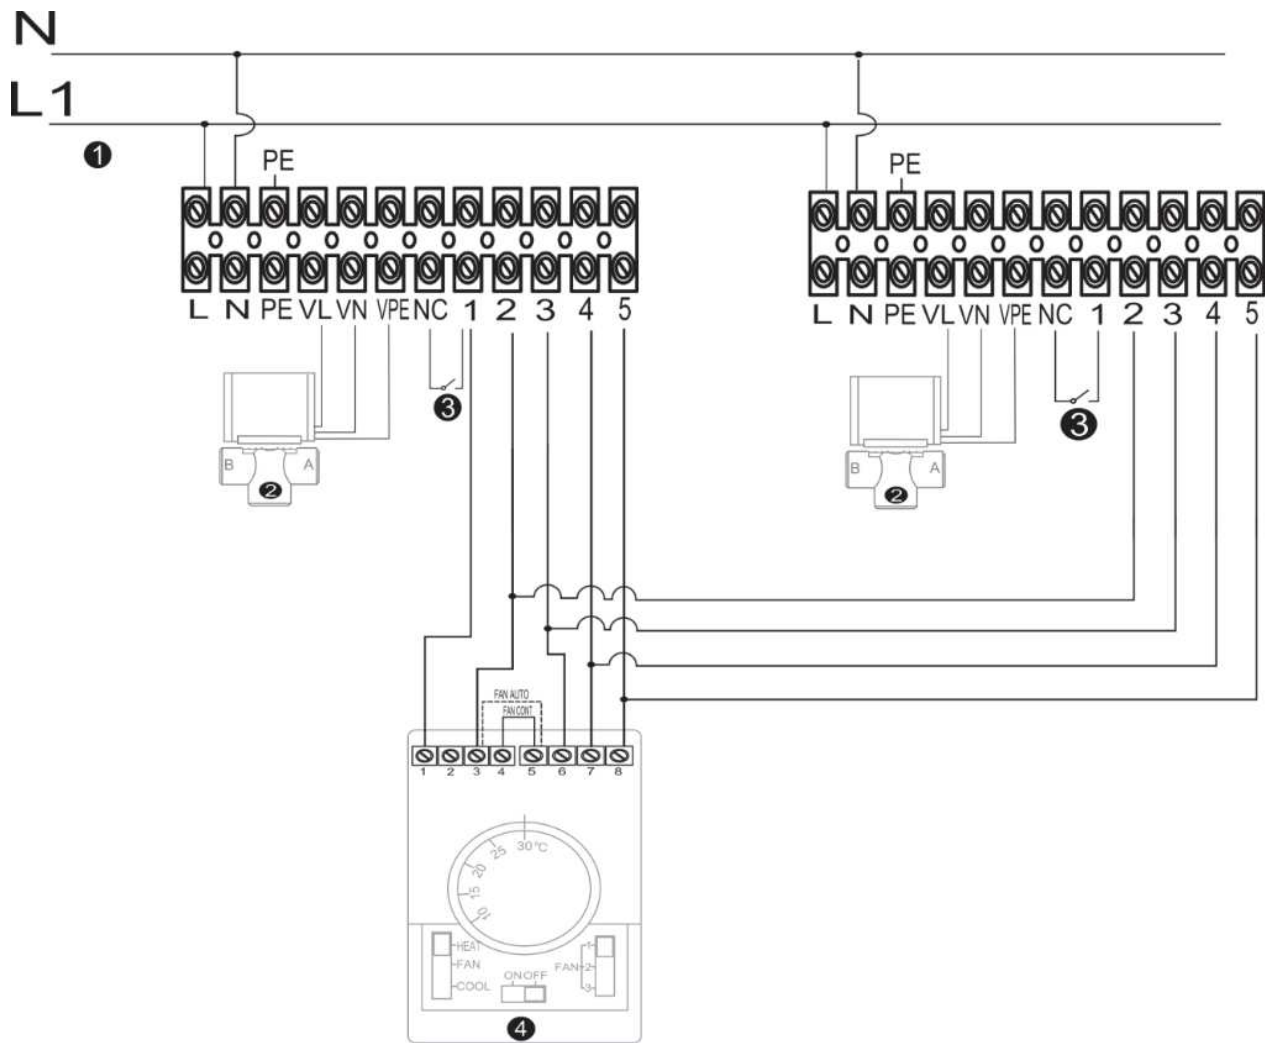 N
L1
1
PE
PE
L N PE VL VN VPE NC 1 2 3 4 5
L N PE VL VN VPE NC 1 2 3 4 5
3
3
B A
2
B A
2
FAN AUTO
FAN CONT
1 2 3 4 5 6 7 8
30°C
25
20
15
10
HEAT
FAN
COOL
ON OFF
FAN
1
2
3
4